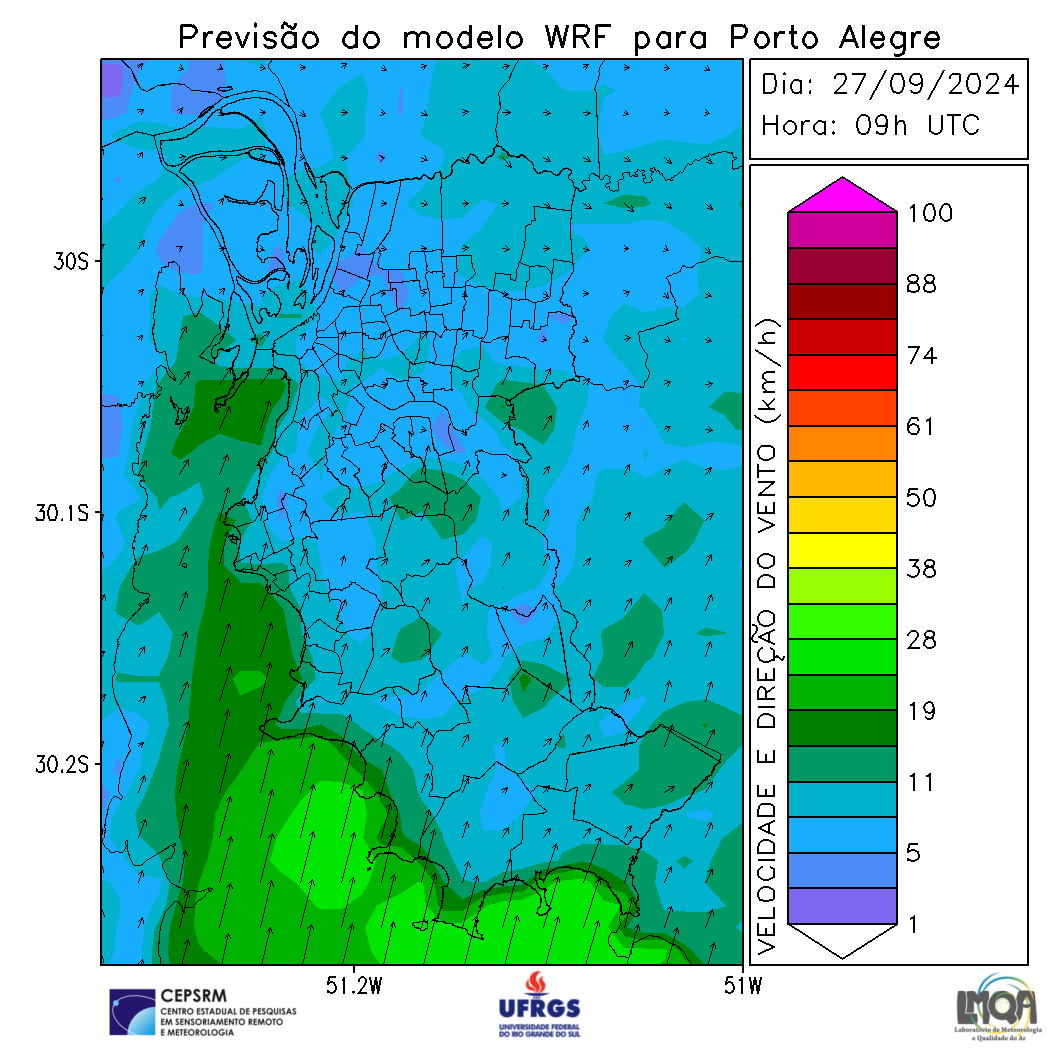 Previsão do modelo WRF para Porto Alegre
Dia: 27/09/2024
Hora: 09h UTC
30S
30.1S
30.2S
51.2W
51W
VELOCIDADE E DIREÇÃO DO VENTO (km/h)
100
88
74
61
50
38
28
19
11
5
1
CEPSRM
CENTRO ESTADUAL DE PESQUISAS
EM SENSORIAMENTO REMOTO
E METEOROLOGIA
UFRGS
UNIVERSIDADE FEDERAL
DO RIO GRANDE DO SUL
LMQA
Laboratório de Meteorologia
e Qualidade do Ar